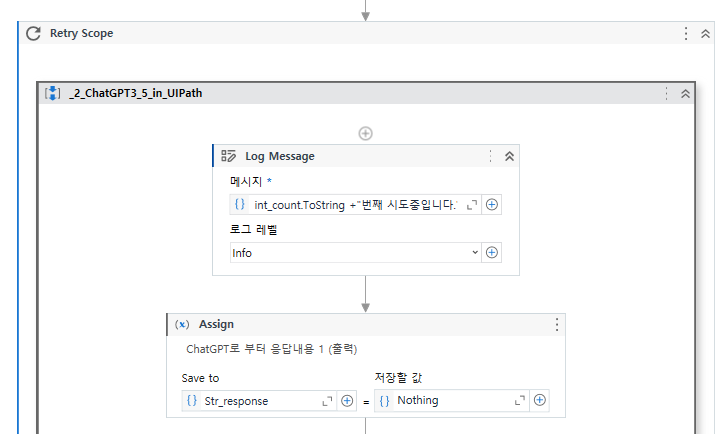 Retry Scope
_2_ChatGPT3_5_in_UIPath
Log Message
메시지 *
int_count.ToString +"번째 시도중입니다."
로그 레벨
Info
(x) Assign
ChatGPT로 부터 응답내용 1 (출력)
Save to 저장할 값
Str_response = Nothing